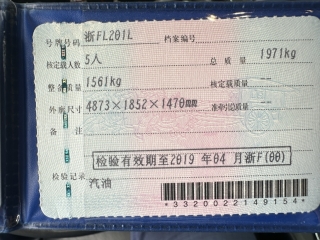 号牌号码 浙FL201L 档案编号
核定载人数 5人 总质量 1971kg
整备质量 1561kg 核定载质量 --
外廓尺寸 4873×1852×1470mm 准牵引总质量 --
备注
检验有效期至2019年04月浙F(00)
检验记录
汽油
*3320022149154*